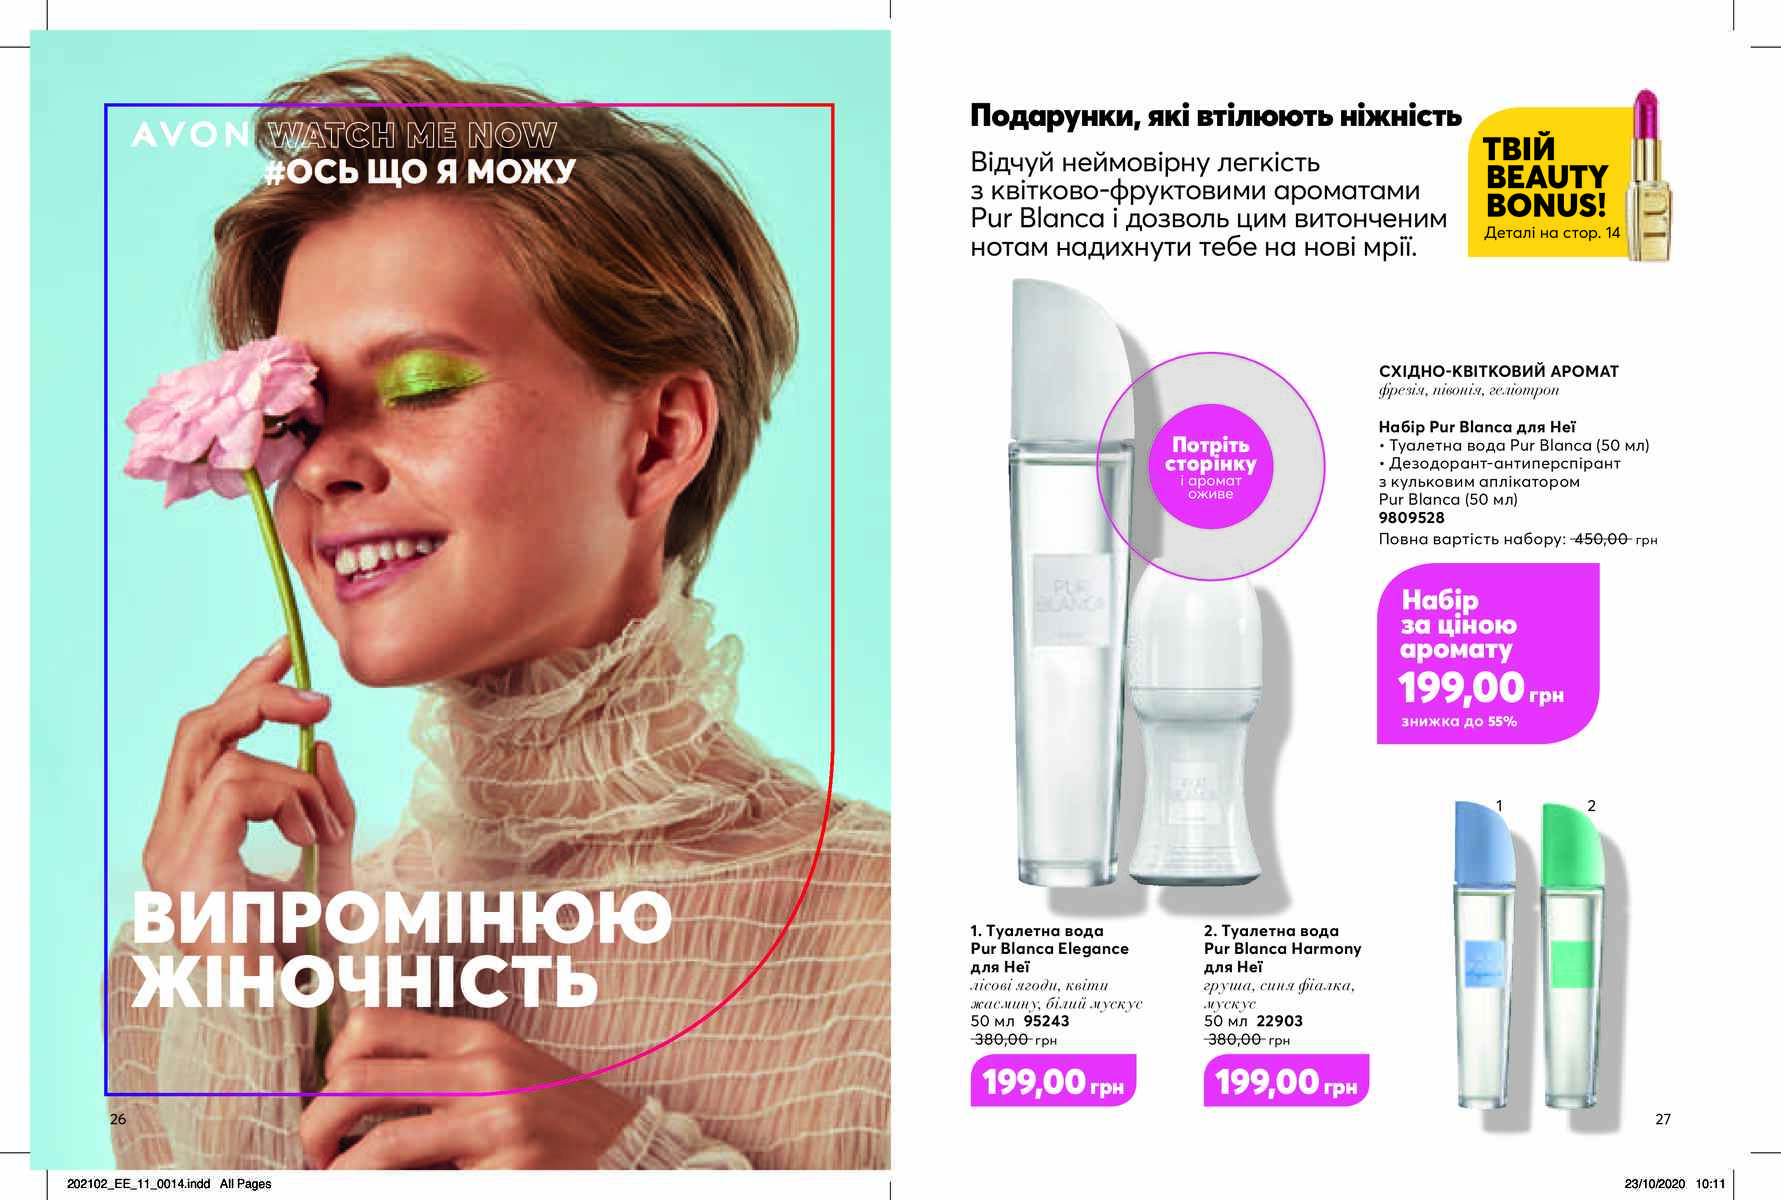 AVON WATCH ME NOW
#ОСЬ ЩО Я МОЖУ
ВИПРОМІНЮЮ
ЖІНОЧНІСТЬ
26
Подарунки, які втілюють ніжність
Відчуй неймовірну легкість
з квітково-фруктовими ароматами
Pur Blanca і дозволь цим витонченим
нотам надихнути тебе на нові мрії.
ТВІЙ
BEAUTY
BONUS!
Деталі на стор. 14
Потріть
сторінку
і аромат
оживе
PUR
BLANCA
СХІДНО-КВІТКОВИЙ АРОМАТ
фрезія, півонія, геліотроп
Набір Pur Blanca для Неї
• Туалетна вода Pur Blanca (50 мл)
• Дезодорант-антиперспірант
з кульковим аплікатором
Pur Blanca (50 мл)
9809528
Повна вартість набору: 450,00 грн
Набір
за ціною
аромату
199,00 грн
знижка до 55%
1
2
1. Туалетна вода
Pur Blanca Elegance
для Неї
лісові ягоди, квіти
жасмину, білий мускус
50 мл 95243
380,00 грн
199,00 грн
2. Туалетна вода
Pur Blanca Harmony
для Неї
груша, синя фіалка,
мускус
50 мл 22903
380,00 грн
199,00 грн
27
202102_EE_11_0014.indd All Pages
23/10/2020 10:11